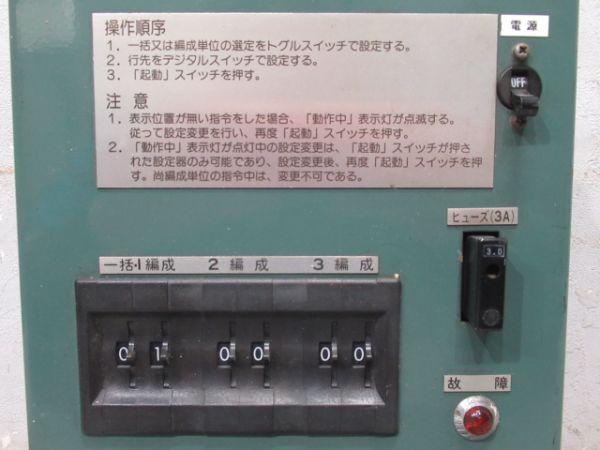 操作順序
1. 一括又は編成単位の選定をトグルスイッチで設定する。
2. 行先をデジタルスイッチで設定する。
3. 「起動」スイッチを押す。
注意
1. 表示位置が無い指令をした場合、「動作中」表示灯が点滅する。
従って設定変更を行い、再度「起動」スイッチを押す。
2. 「動作中」表示灯が点灯中の設定変更は、「起動」スイッチが押さ
れた設定器のみ可能であり、設定変更後、再度「起動」スイッチを押
す。尚編成単位の指令中は、変更不可である。
電源
OFF
ヒューズ(3A)
3.0
一括・1編成 2編成 3編成
0 1 0 0 0 0
故障